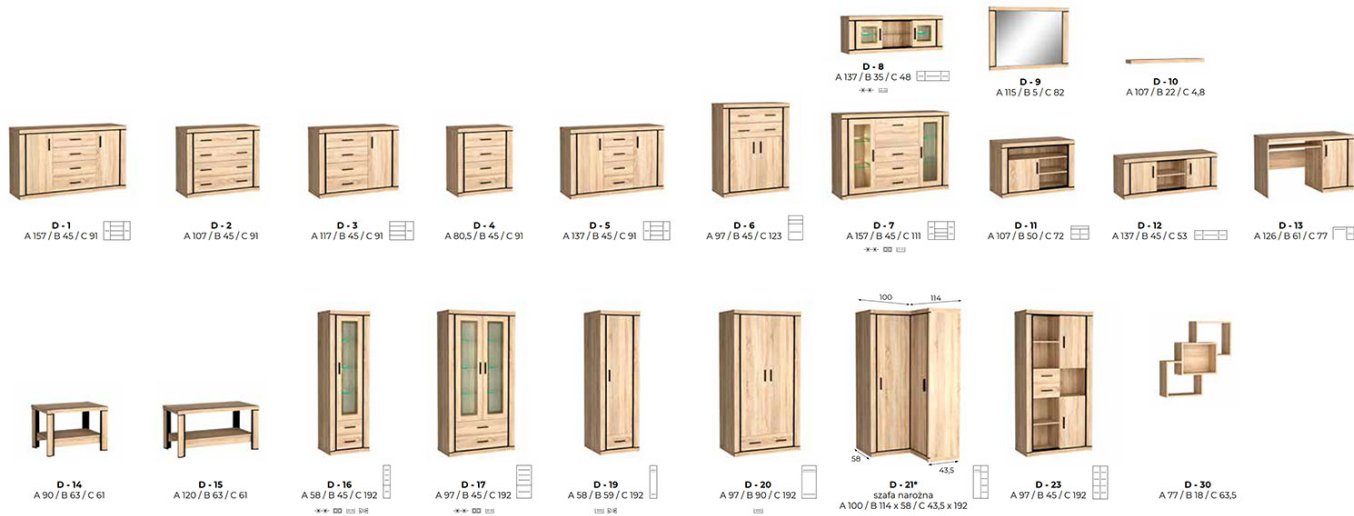 D - 8
A 137 / B 35 / C 48
D - 9
A 115 / B 5 / C 82
D - 10
A 107 / B 22 / C 4,8
D - 1
A 157 / B 45 / C 91
D - 2
A 107 / B 45 / C 91
D - 3
A 117 / B 45 / C 91
D - 4
A 80,5 / B 45 / C 91
D - 5
A 137 / B 45 / C 91
D - 6
A 97 / B 45 / C 123
D - 7
A 157 / B 45 / C 111
D - 11
A 107 / B 50 / C 72
D - 12
A 137 / B 45 / C 53
D - 13
A 126 / B 61 / C 77
100
114
58
43,5
D - 14
A 90 / B 63 / C 61
D - 15
A 120 / B 63 / C 61
D - 16
A 58 / B 45 / C 192
D - 17
A 97 / B 45 / C 192
D - 19
A 58 / B 59 / C 192
D - 20
A 97 / B 90 / C 192
D - 21*
szafa narożna
A 100 / B 114 x 58 / C 43,5 x 192
D - 23
A 97 / B 45 / C 192
D - 30
A 77 / B 18 / C 63,5